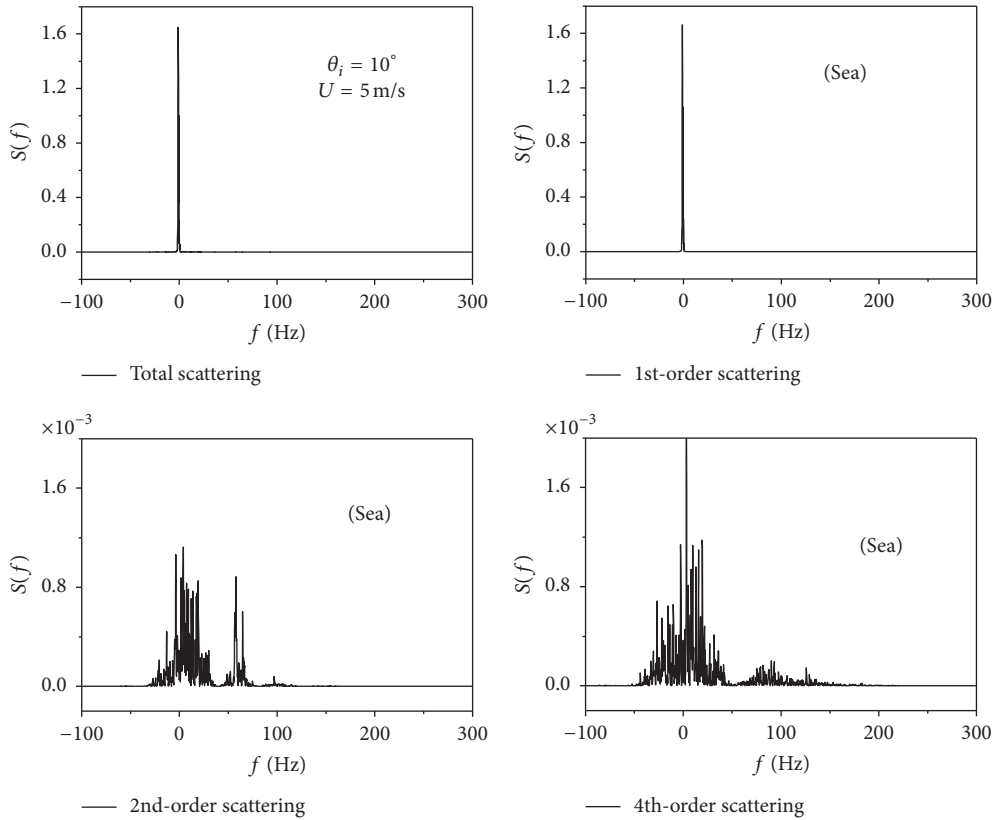 1.6
1.2
0.8
0.4
0.0
S(f)
θi = 10°
U = 5 m/s
−100 0 100 200 300
f (Hz)
Total scattering
1.6
1.2
0.8
0.4
0.0
S(f)
(Sea)
−100 0 100 200 300
f (Hz)
1st-order scattering
×10−3
1.6
0.8
0.0
S(f)
(Sea)
−100 0 100 200 300
f (Hz)
2nd-order scattering
×10−3
1.6
0.8
0.0
S(f)
(Sea)
−100 0 100 200 300
f (Hz)
4th-order scattering